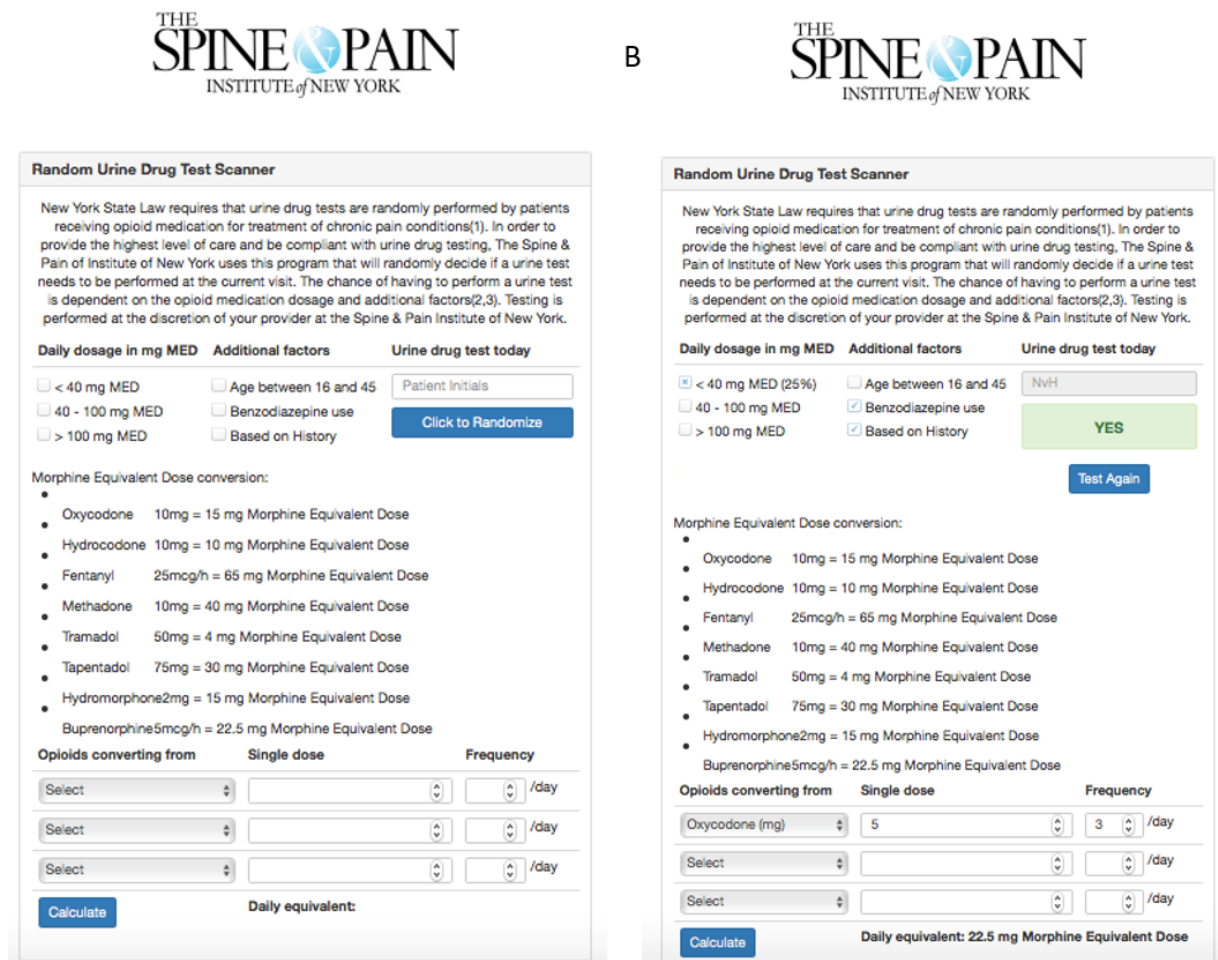 THE
SPINE & PAIN
INSTITUTE of NEW YORK
Random Urine Drug Test Scanner
New York State Law requires that urine drug tests are randomly performed by patients
receiving opioid medication for treatment of chronic pain conditions(1). In order to
provide the highest level of care and be compliant with urine drug testing, The Spine &
Pain of Institute of New York uses this program that will randomly decide if a urine test
needs to be performed at the current visit. The chance of having to perform a urine test
is dependent on the opioid medication dosage and additional factors(2,3). Testing is
performed at the discretion of your provider at the Spine & Pain Institute of New York.
Daily dosage in mg MED Additional factors Urine drug test today
< 40 mg MED Age between 16 and 45 Patient Initials
40 - 100 mg MED Benzodiazepine use Click to Randomize
> 100 mg MED Based on History
Morphine Equivalent Dose conversion:
Oxycodone 10mg = 15 mg Morphine Equivalent Dose
Hydrocodone 10mg = 10 mg Morphine Equivalent Dose
Fentanyl 25mcg/h = 65 mg Morphine Equivalent Dose
Methadone 10mg = 40 mg Morphine Equivalent Dose
Tramadol 50mg = 4 mg Morphine Equivalent Dose
Tapentadol 75mg = 30 mg Morphine Equivalent Dose
Hydromorphone2mg = 15 mg Morphine Equivalent Dose
Buprenorphine5mcg/h = 22.5 mg Morphine Equivalent Dose
Opioids converting from Single dose Frequency
Select /day
Select /day
Select /day
Calculate Daily equivalent:
B
THE
SPINE & PAIN
INSTITUTE of NEW YORK
Random Urine Drug Test Scanner
New York State Law requires that urine drug tests are randomly performed by patients
receiving opioid medication for treatment of chronic pain conditions(1). In order to
provide the highest level of care and be compliant with urine drug testing, The Spine &
Pain of Institute of New York uses this program that will randomly decide if a urine test
needs to be performed at the current visit. The chance of having to perform a urine test
is dependent on the opioid medication dosage and additional factors(2,3). Testing is
performed at the discretion of your provider at the Spine & Pain Institute of New York.
Daily dosage in mg MED Additional factors Urine drug test today
< 40 mg MED (25%) Age between 16 and 45 NvH
40 - 100 mg MED Benzodiazepine use YES
> 100 mg MED Based on History
Test Again
Morphine Equivalent Dose conversion:
Oxycodone 10mg = 15 mg Morphine Equivalent Dose
Hydrocodone 10mg = 10 mg Morphine Equivalent Dose
Fentanyl 25mcg/h = 65 mg Morphine Equivalent Dose
Methadone 10mg = 40 mg Morphine Equivalent Dose
Tramadol 50mg = 4 mg Morphine Equivalent Dose
Tapentadol 75mg = 30 mg Morphine Equivalent Dose
Hydromorphone2mg = 15 mg Morphine Equivalent Dose
Buprenorphine5mcg/h = 22.5 mg Morphine Equivalent Dose
Opioids converting from Single dose Frequency
Oxycodone (mg) 5 3 /day
Select /day
Select /day
Calculate Daily equivalent: 22.5 mg Morphine Equivalent Dose